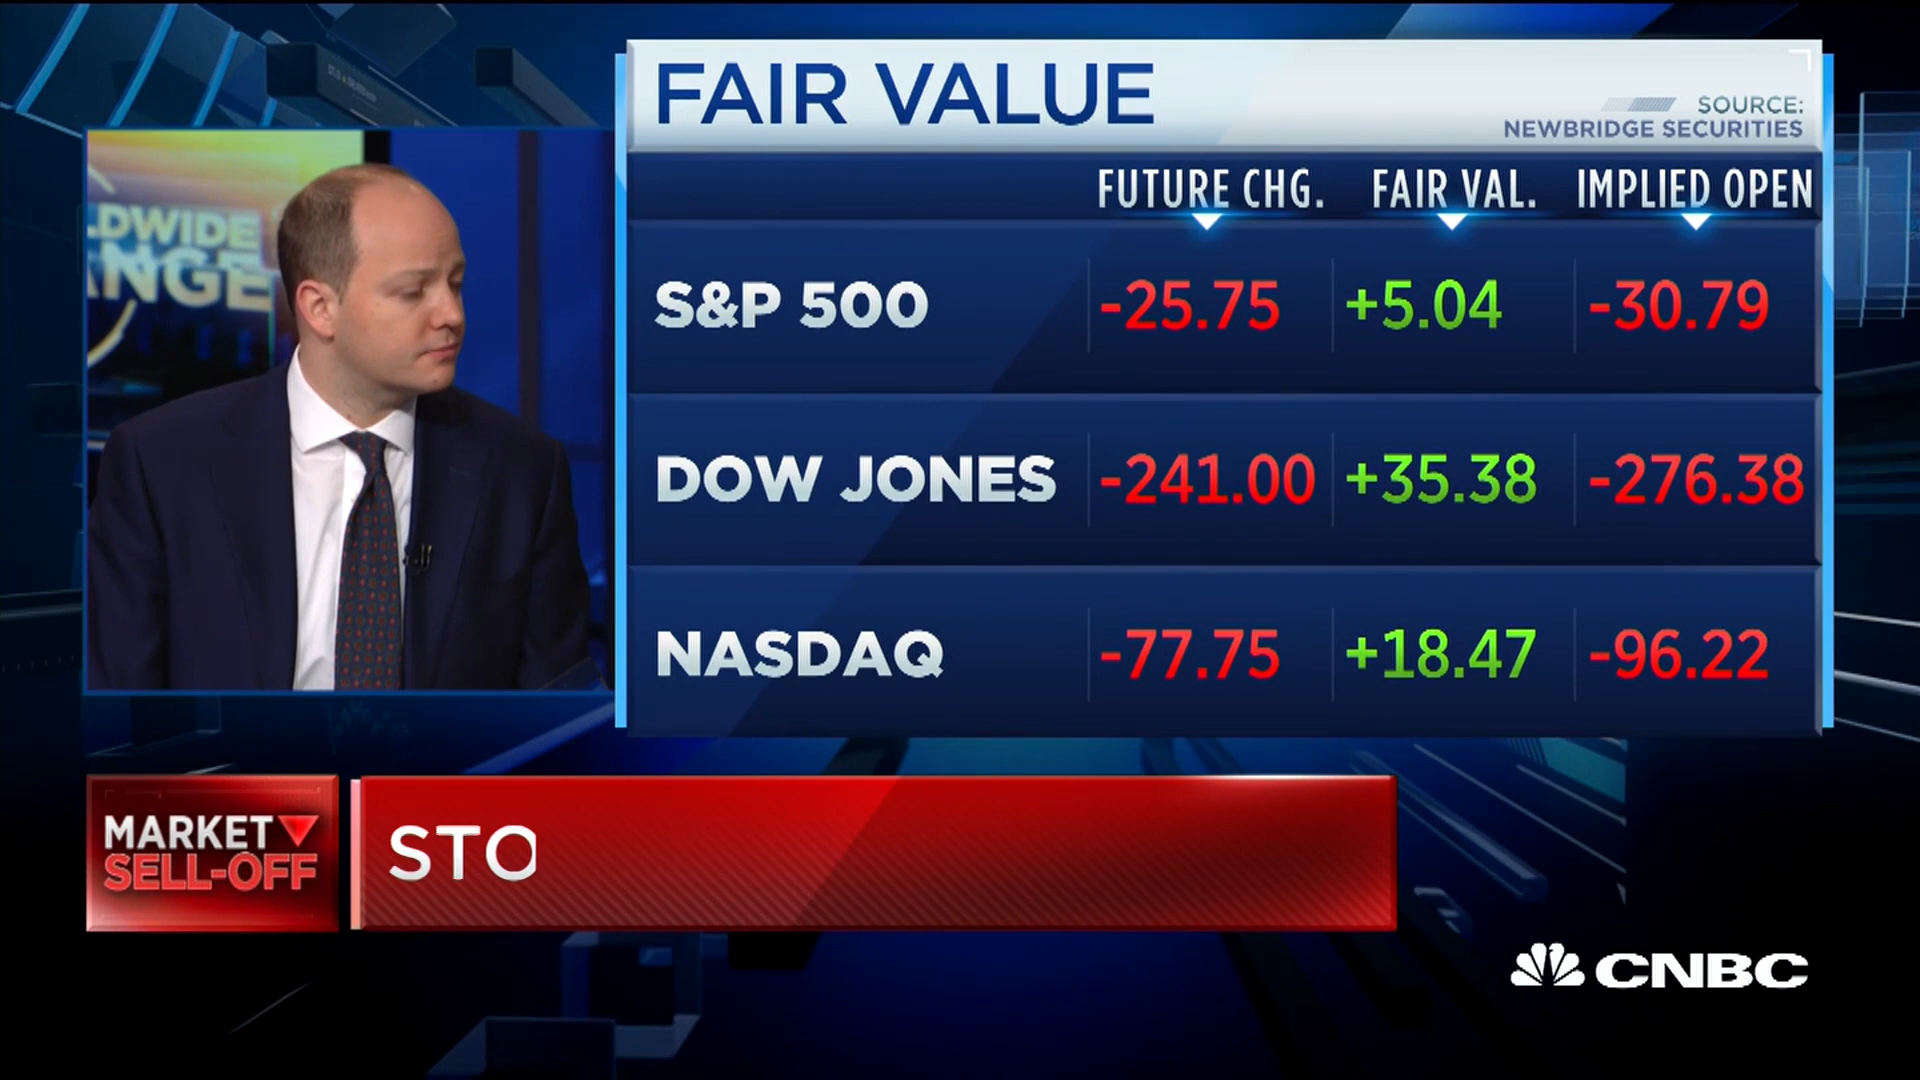 FAIR VALUE
SOURCE:
NEWBRIDGE SECURITIES
FUTURE CHG. FAIR VAL. IMPLIED OPEN
S&P 500 -25.75 +5.04 -30.79
DOW JONES -241.00 +35.38 -276.38
NASDAQ -77.75 +18.47 -96.22
LDWIDE
ANGE
MARKET
SELL-OFF
STO
CNBC